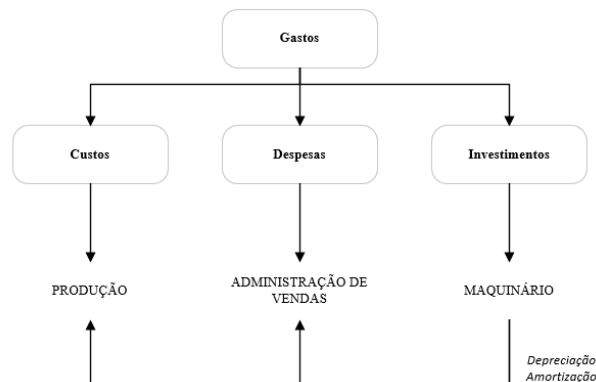 Gastos
Custos
Despesas
Investimentos
PRODUÇÃO
ADMINISTRAÇÃO DE
VENDAS
MAQUINÁRIO
Depreciação
Amortização